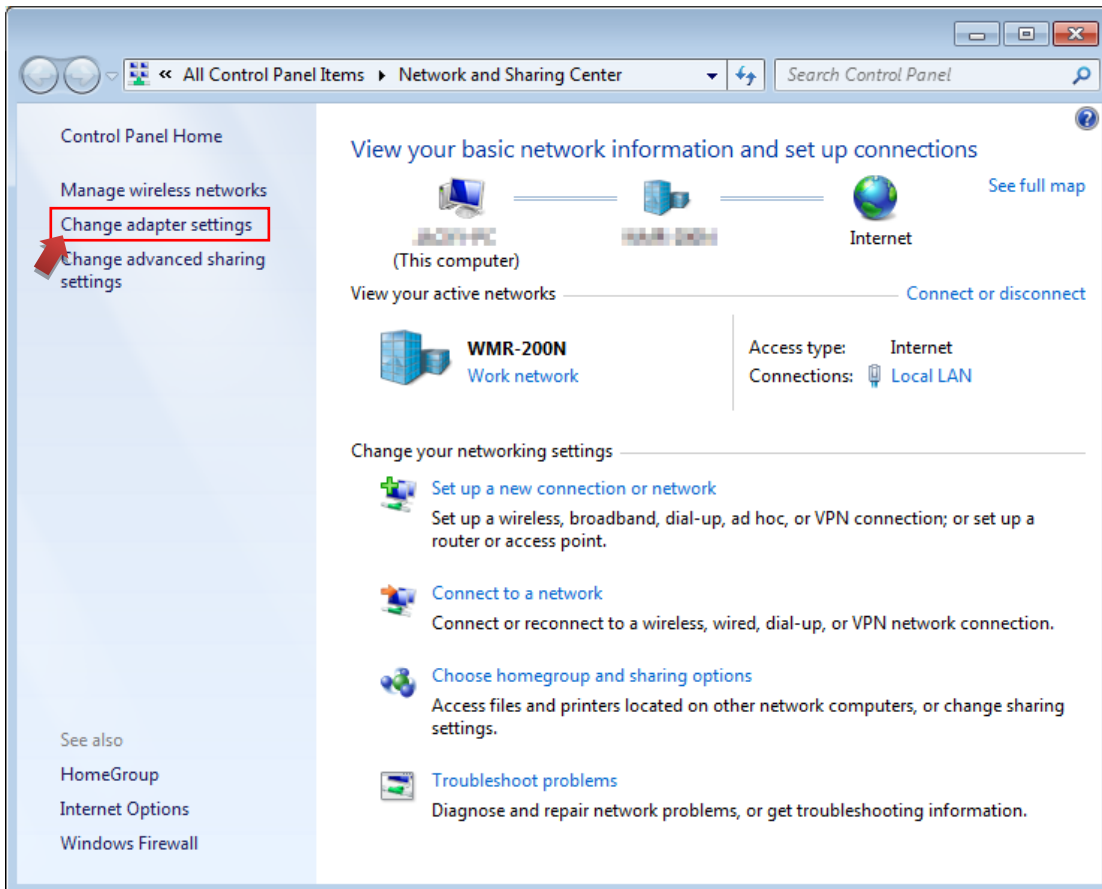 « All Control Panel Items ▸ Network and Sharing Center
Search Control Panel
Control Panel Home
Manage wireless networks
Change adapter settings
Change advanced sharing
settings
See also
HomeGroup
Internet Options
Windows Firewall
View your basic network information and set up connections
See full map
(This computer)
Internet
View your active networks
Connect or disconnect
WMR-200N
Work network
Access type: Internet
Connections: Local LAN
Change your networking settings
Set up a new connection or network
Set up a wireless, broadband, dial-up, ad hoc, or VPN connection; or set up a
router or access point.
Connect to a network
Connect or reconnect to a wireless, wired, dial-up, or VPN network connection.
Choose homegroup and sharing options
Access files and printers located on other network computers, or change sharing
settings.
Troubleshoot problems
Diagnose and repair network problems, or get troubleshooting information.